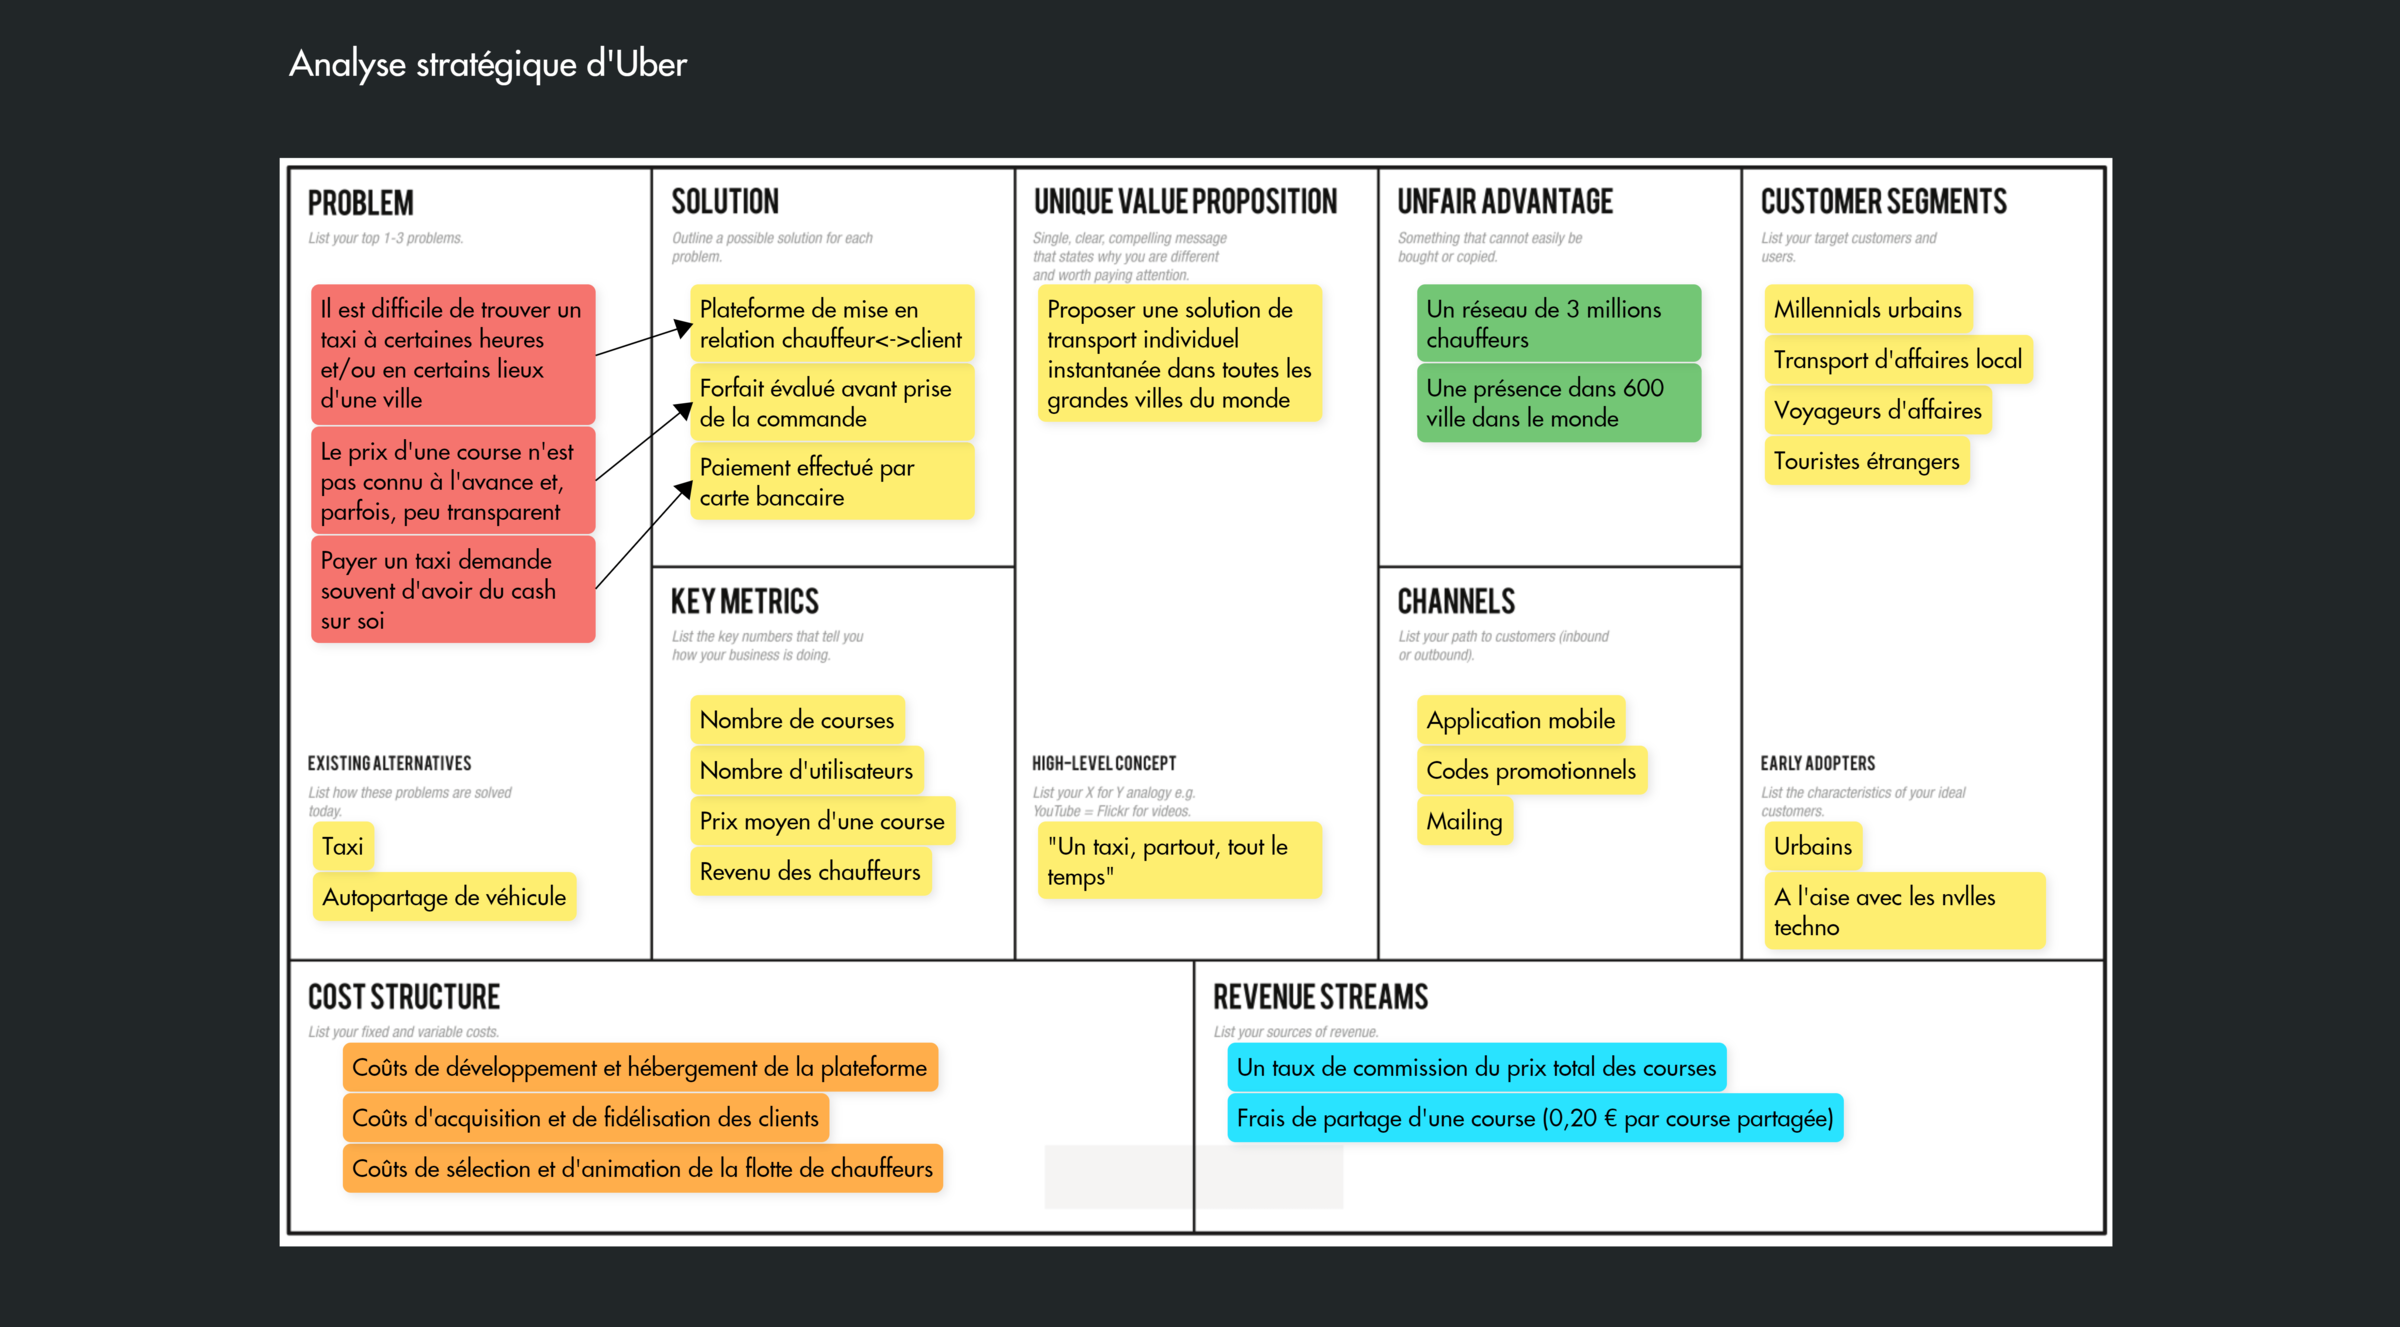 Analyse stratégique d'Uber
PROBLEM
List your top 1-3 problems.
Il est difficile de trouver un
taxi à certaines heures
et/ou en certains lieux
d'une ville
Le prix d'une course n'est
pas connu à l'avance et,
parfois, peu transparent
Payer un taxi demande
souvent d'avoir du cash
sur soi
EXISTING ALTERNATIVES
List how these problems are solved
today.
Taxi
Autopartage de véhicule
SOLUTION
Outline a possible solution for each
problem.
Plateforme de mise en
relation chauffeur<->client
Forfait évalué avant prise
de la commande
Paiement effectué par
carte bancaire
KEY METRICS
List the key numbers that tell you
how your business is doing.
Nombre de courses
Nombre d'utilisateurs
Prix moyen d'une course
Revenu des chauffeurs
UNIQUE VALUE PROPOSITION
Single, clear, compelling message
that states why you are different
and worth paying attention.
Proposer une solution de
transport individuel
instantanée dans toutes les
grandes villes du monde
HIGH-LEVEL CONCEPT
List your X for Y analogy e.g.
YouTube = Flickr for videos.
"Un taxi, partout, tout le
temps"
UNFAIR ADVANTAGE
Something that cannot easily be
bought or copied.
Un réseau de 3 millions
chauffeurs
Une présence dans 600
ville dans le monde
CHANNELS
List your path to customers (inbound
or outbound).
Application mobile
Codes promotionnels
Mailing
CUSTOMER SEGMENTS
List your target customers and
users.
Millennials urbains
Transport d'affaires local
Voyageurs d'affaires
Touristes étrangers
EARLY ADOPTERS
List the characteristics of your ideal
customers.
Urbains
A l'aise avec les nvlles
techno
COST STRUCTURE
List your fixed and variable costs.
Coûts de développement et hébergement de la plateforme
Coûts d'acquisition et de fidélisation des clients
Coûts de sélection et d'animation de la flotte de chauffeurs
REVENUE STREAMS
List your sources of revenue.
Un taux de commission du prix total des courses
Frais de partage d'une course (0,20 € par course partagée)